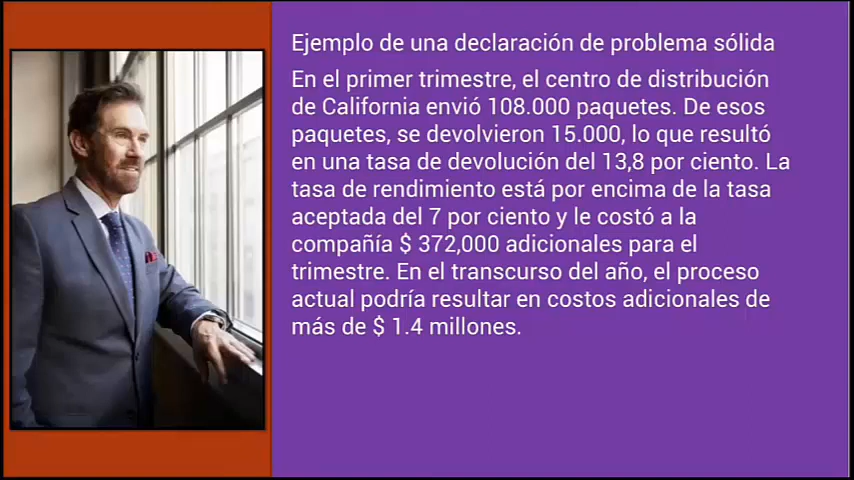 Ejemplo de una declaración de problema sólida
En el primer trimestre, el centro de distribución
de California envió 108.000 paquetes. De esos
paquetes, se devolvieron 15.000, lo que resultó
en una tasa de devolución del 13,8 por ciento. La
tasa de rendimiento está por encima de la tasa
aceptada del 7 por ciento y le costó a la
compañía $ 372,000 adicionales para el
trimestre. En el transcurso del año, el proceso
actual podría resultar en costos adicionales de
más de $ 1.4 millones.